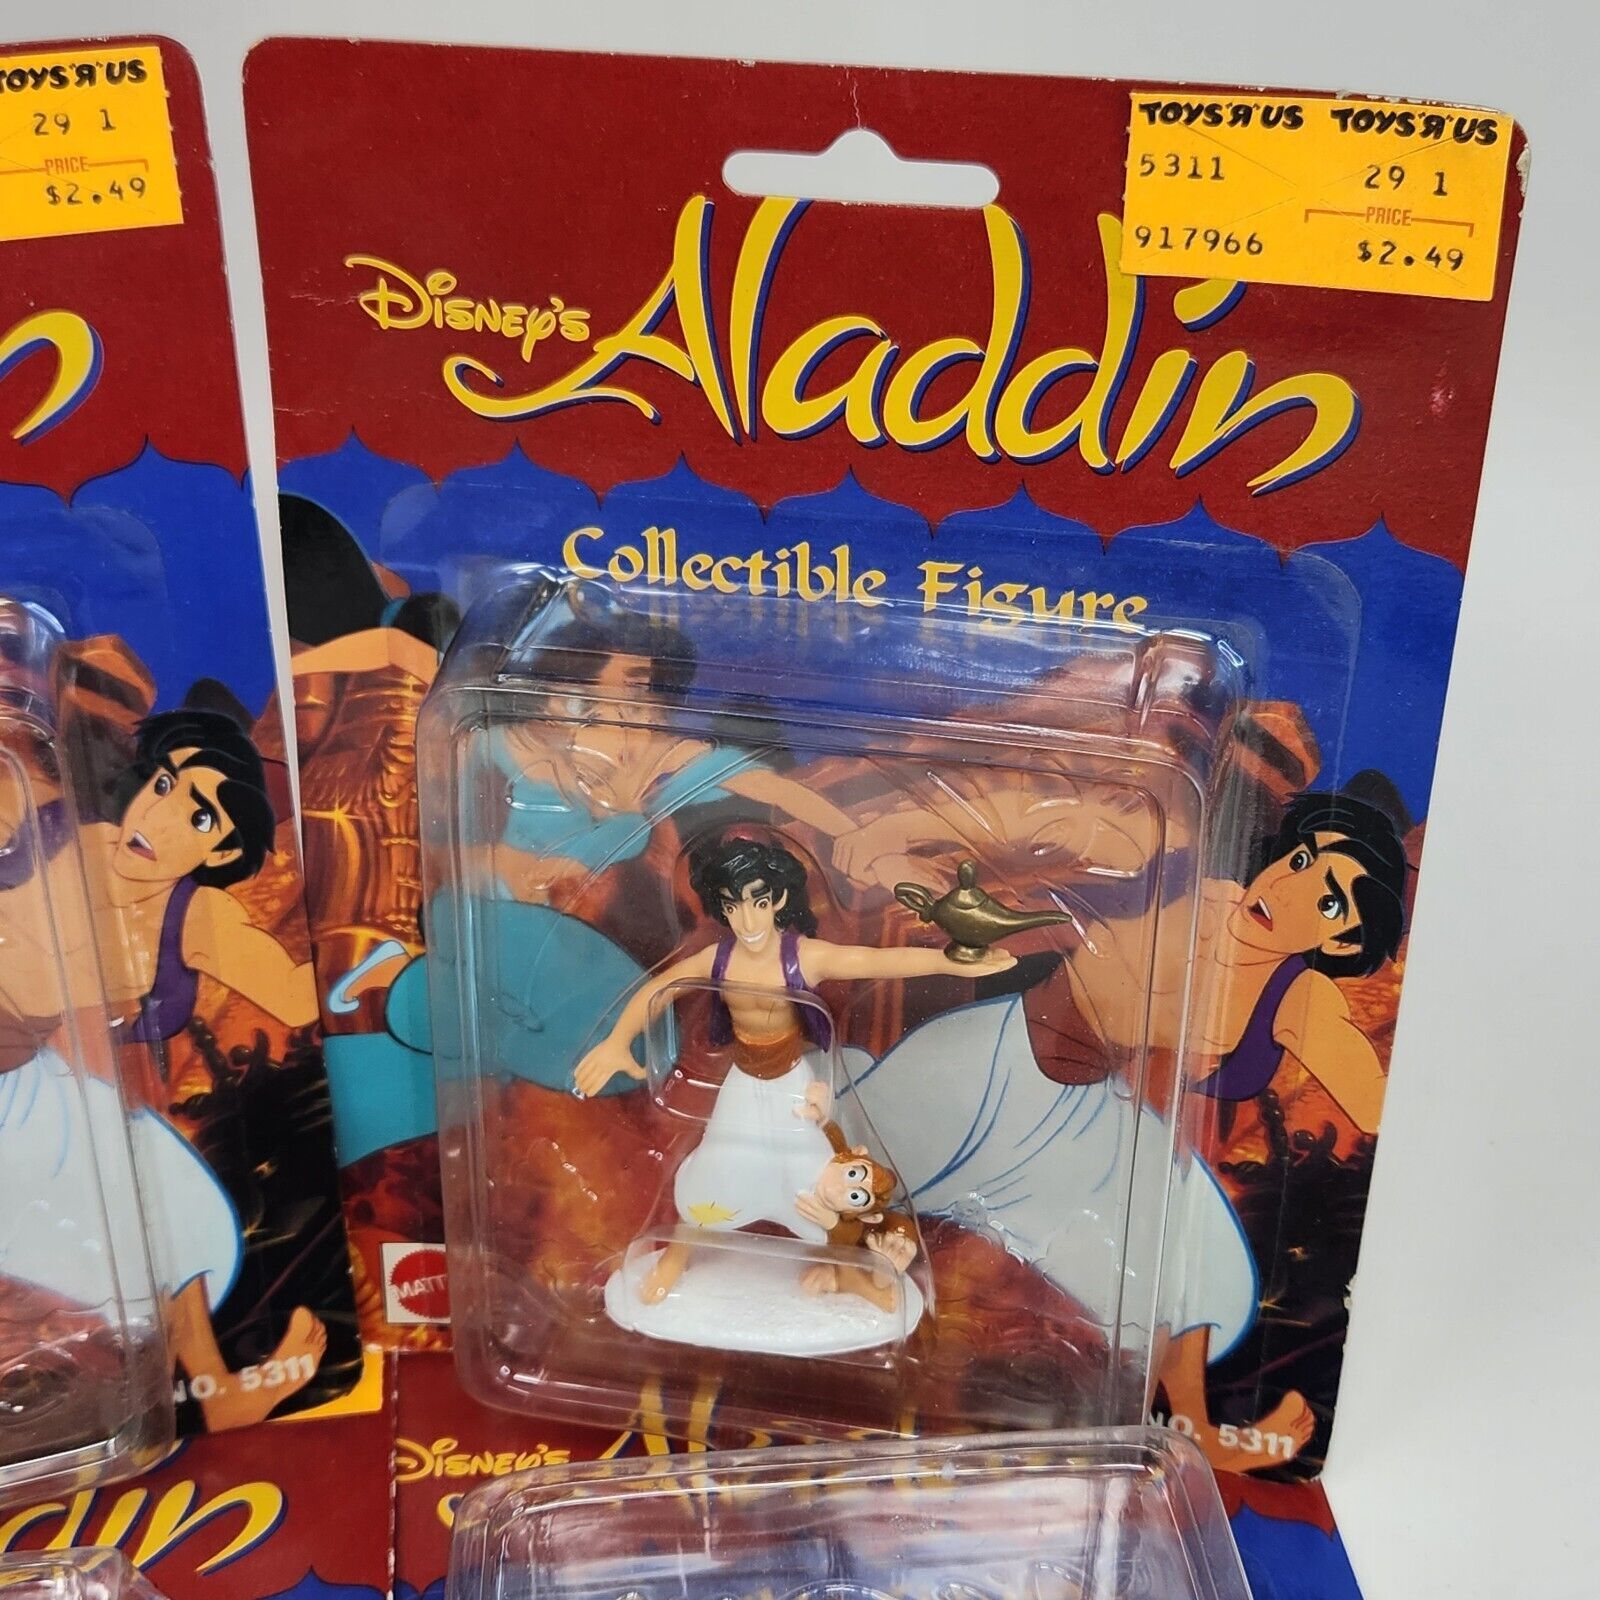 TOYS"R"US
29 1
PRICE
$2.49
NO. 5311
TOYS"R"US TOYS"R"US
5311 29 1
PRICE
917966 $2.49
Disney's Aladdin
Collectible Figure
NO. 5311
Disney's